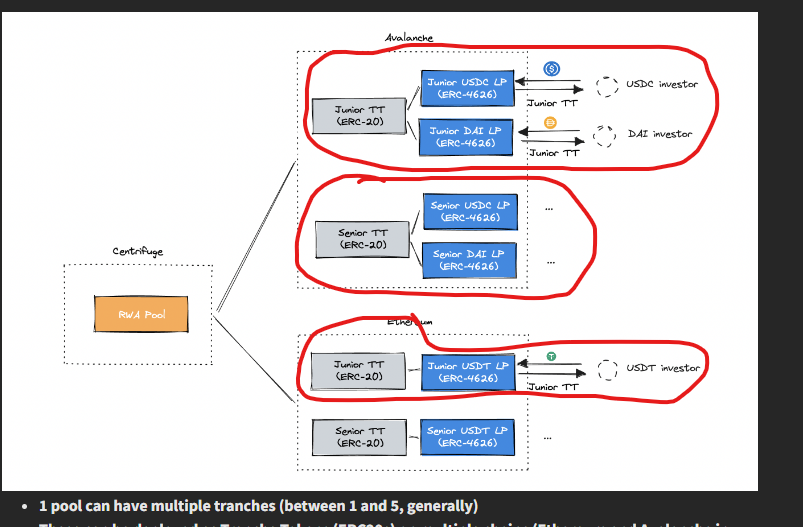 Avalanche
Junior USDC LP
(ERC-4626)
USDC investor
Junior TT
(ERC-20)
Junior TT
Junior DAI LP
(ERC-4626)
DAI investor
Junior TT
Senior USDC LP
(ERC-4626)
...
Senior TT
(ERC-20)
Senior DAI LP
(ERC-4626)
...
Centrifuge
RWA Pool
Ethereum
Junior TT
(ERC-20)
Junior USDT LP
(ERC-4626)
USDT investor
Junior TT
Senior TT
(ERC-20)
Senior USDT LP
(ERC-4626)
...
• 1 pool can have multiple tranches (between 1 and 5, generally)